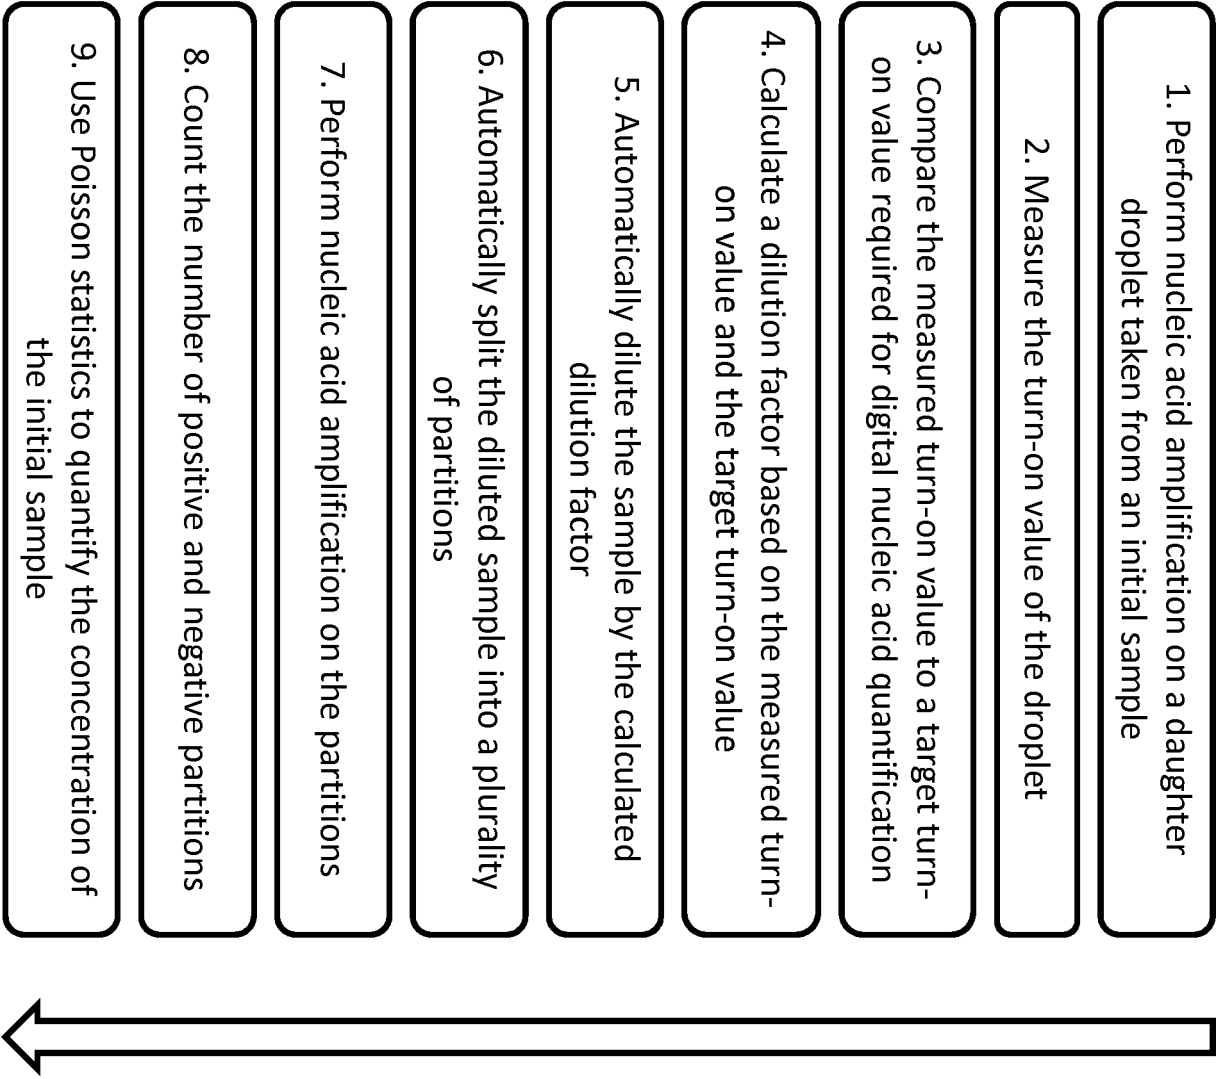 1. Perform nucleic acid amplification on a daughter
droplet taken from an initial sample
2. Measure the turn-on value of the droplet
3. Compare the measured turn-on value to a target turn-
on value required for digital nucleic acid quantification
4. Calculate a dilution factor based on the measured turn-
on value and the target turn-on value
5. Automatically dilute the sample by the calculated
dilution factor
6. Automatically split the diluted sample into a plurality
of partitions
7. Perform nucleic acid amplification on the partitions
8. Count the number of positive and negative partitions
9. Use Poisson statistics to quantify the concentration of
the initial sample